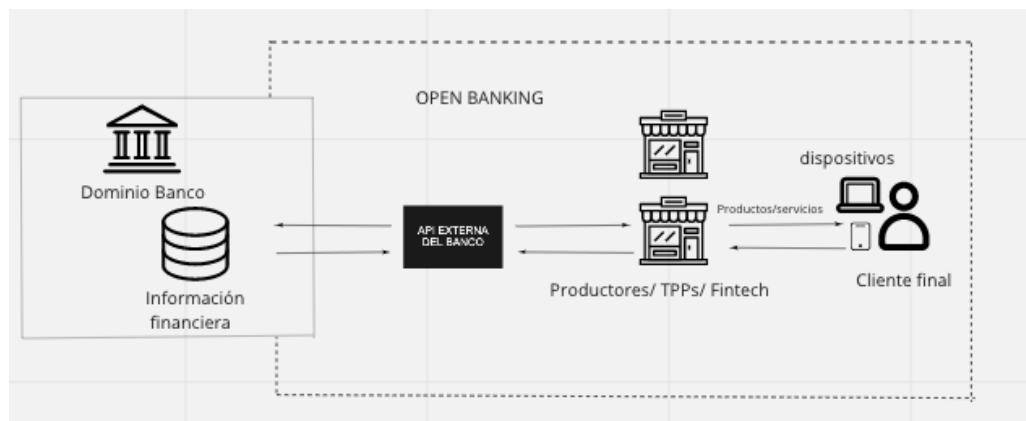 OPEN BANKING
Dominio Banco
Información
financiera
API EXTERNA
DEL BANCO
Productores/ TPPs/ Fintech
Productos/servicios
dispositivos
Cliente final